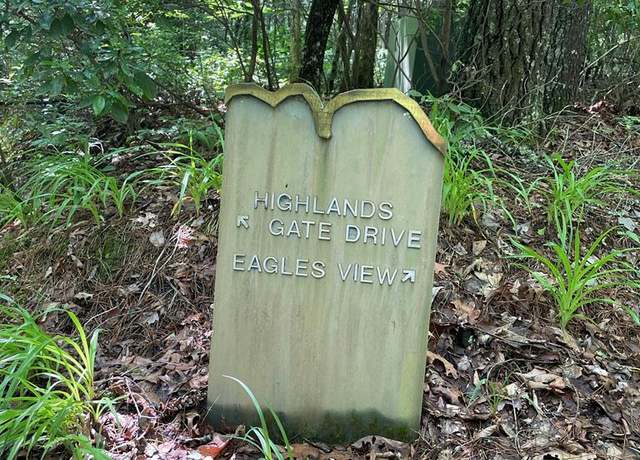 HIGHLANDS
↖ GATE DRIVE
EAGLES VIEW ↗